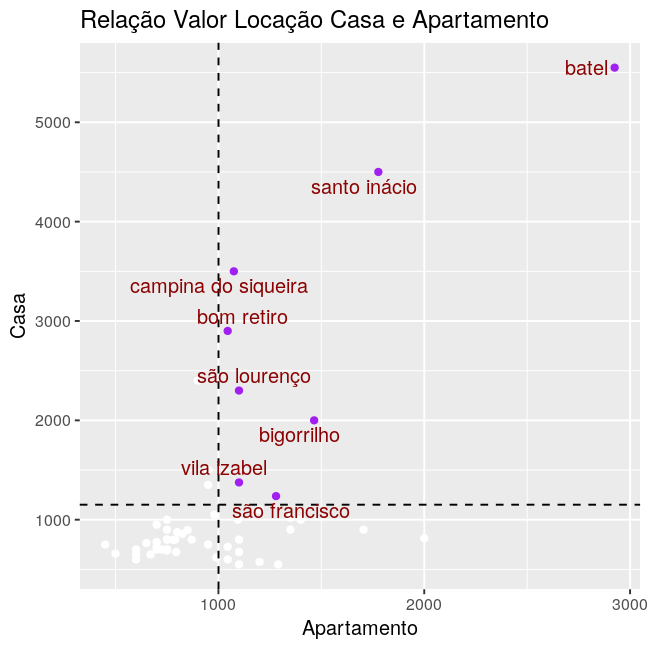 Relação Valor Locação Casa e Apartamento
batel
5000
santo inácio
4000
campina do siqueira
bom retiro
3000
Casa
são lourenço
2000
bigorrilho
vila izabel
são francisco
1000
1000 2000 3000
Apartamento